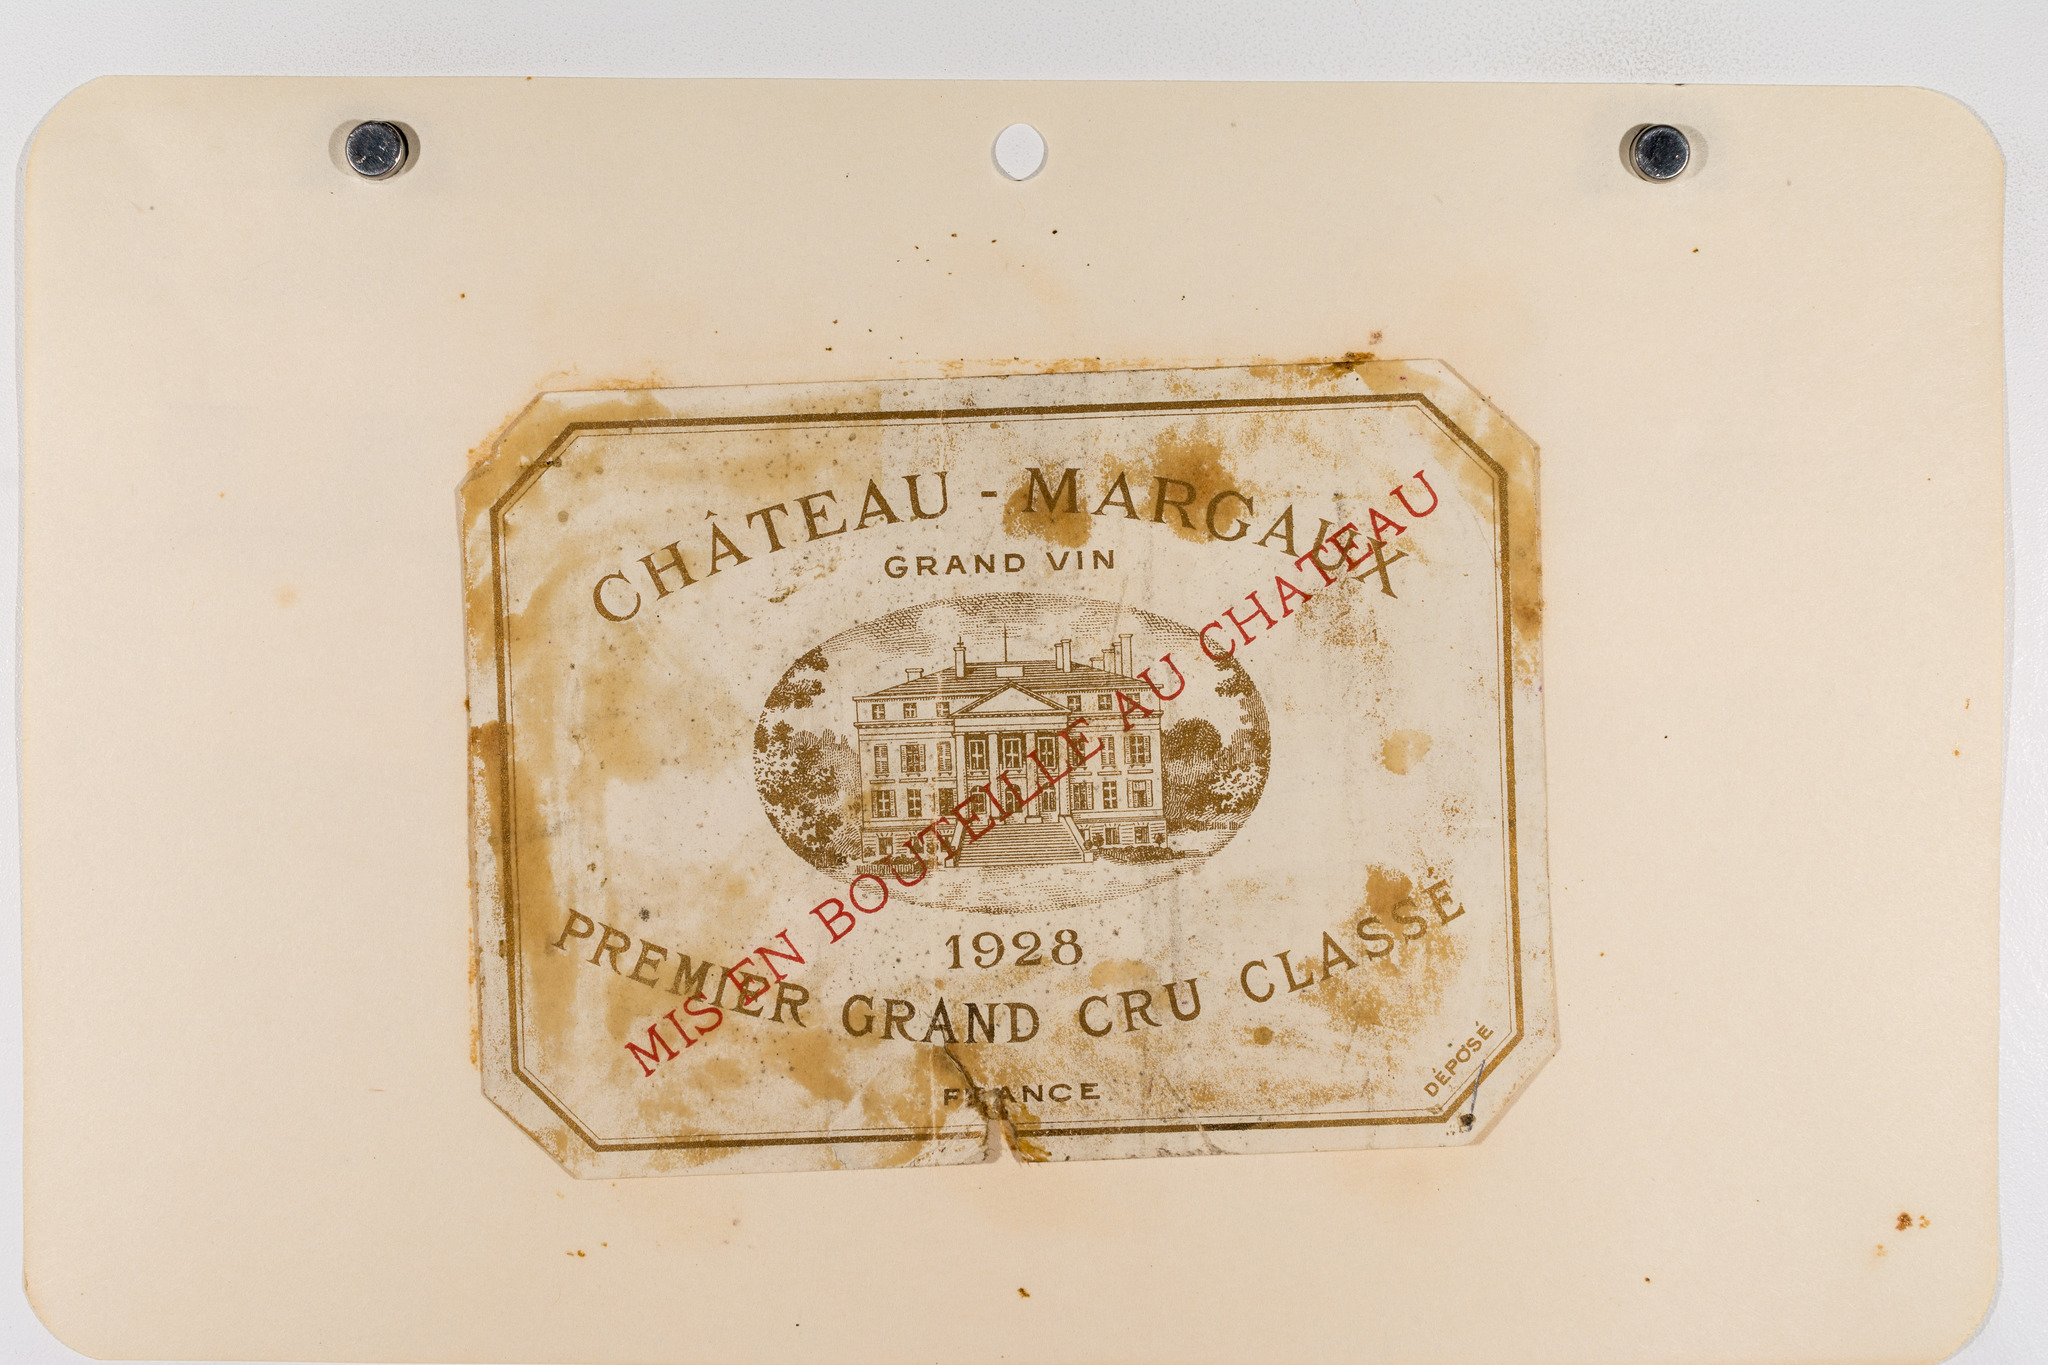 CHÂTEAU - MARGAUX
GRAND VIN
MIS EN BOUTEILLE AU CHATEAU
1928
PREMIER GRAND CRU CLASSÉ
FRANCE
DÉPOSÉ